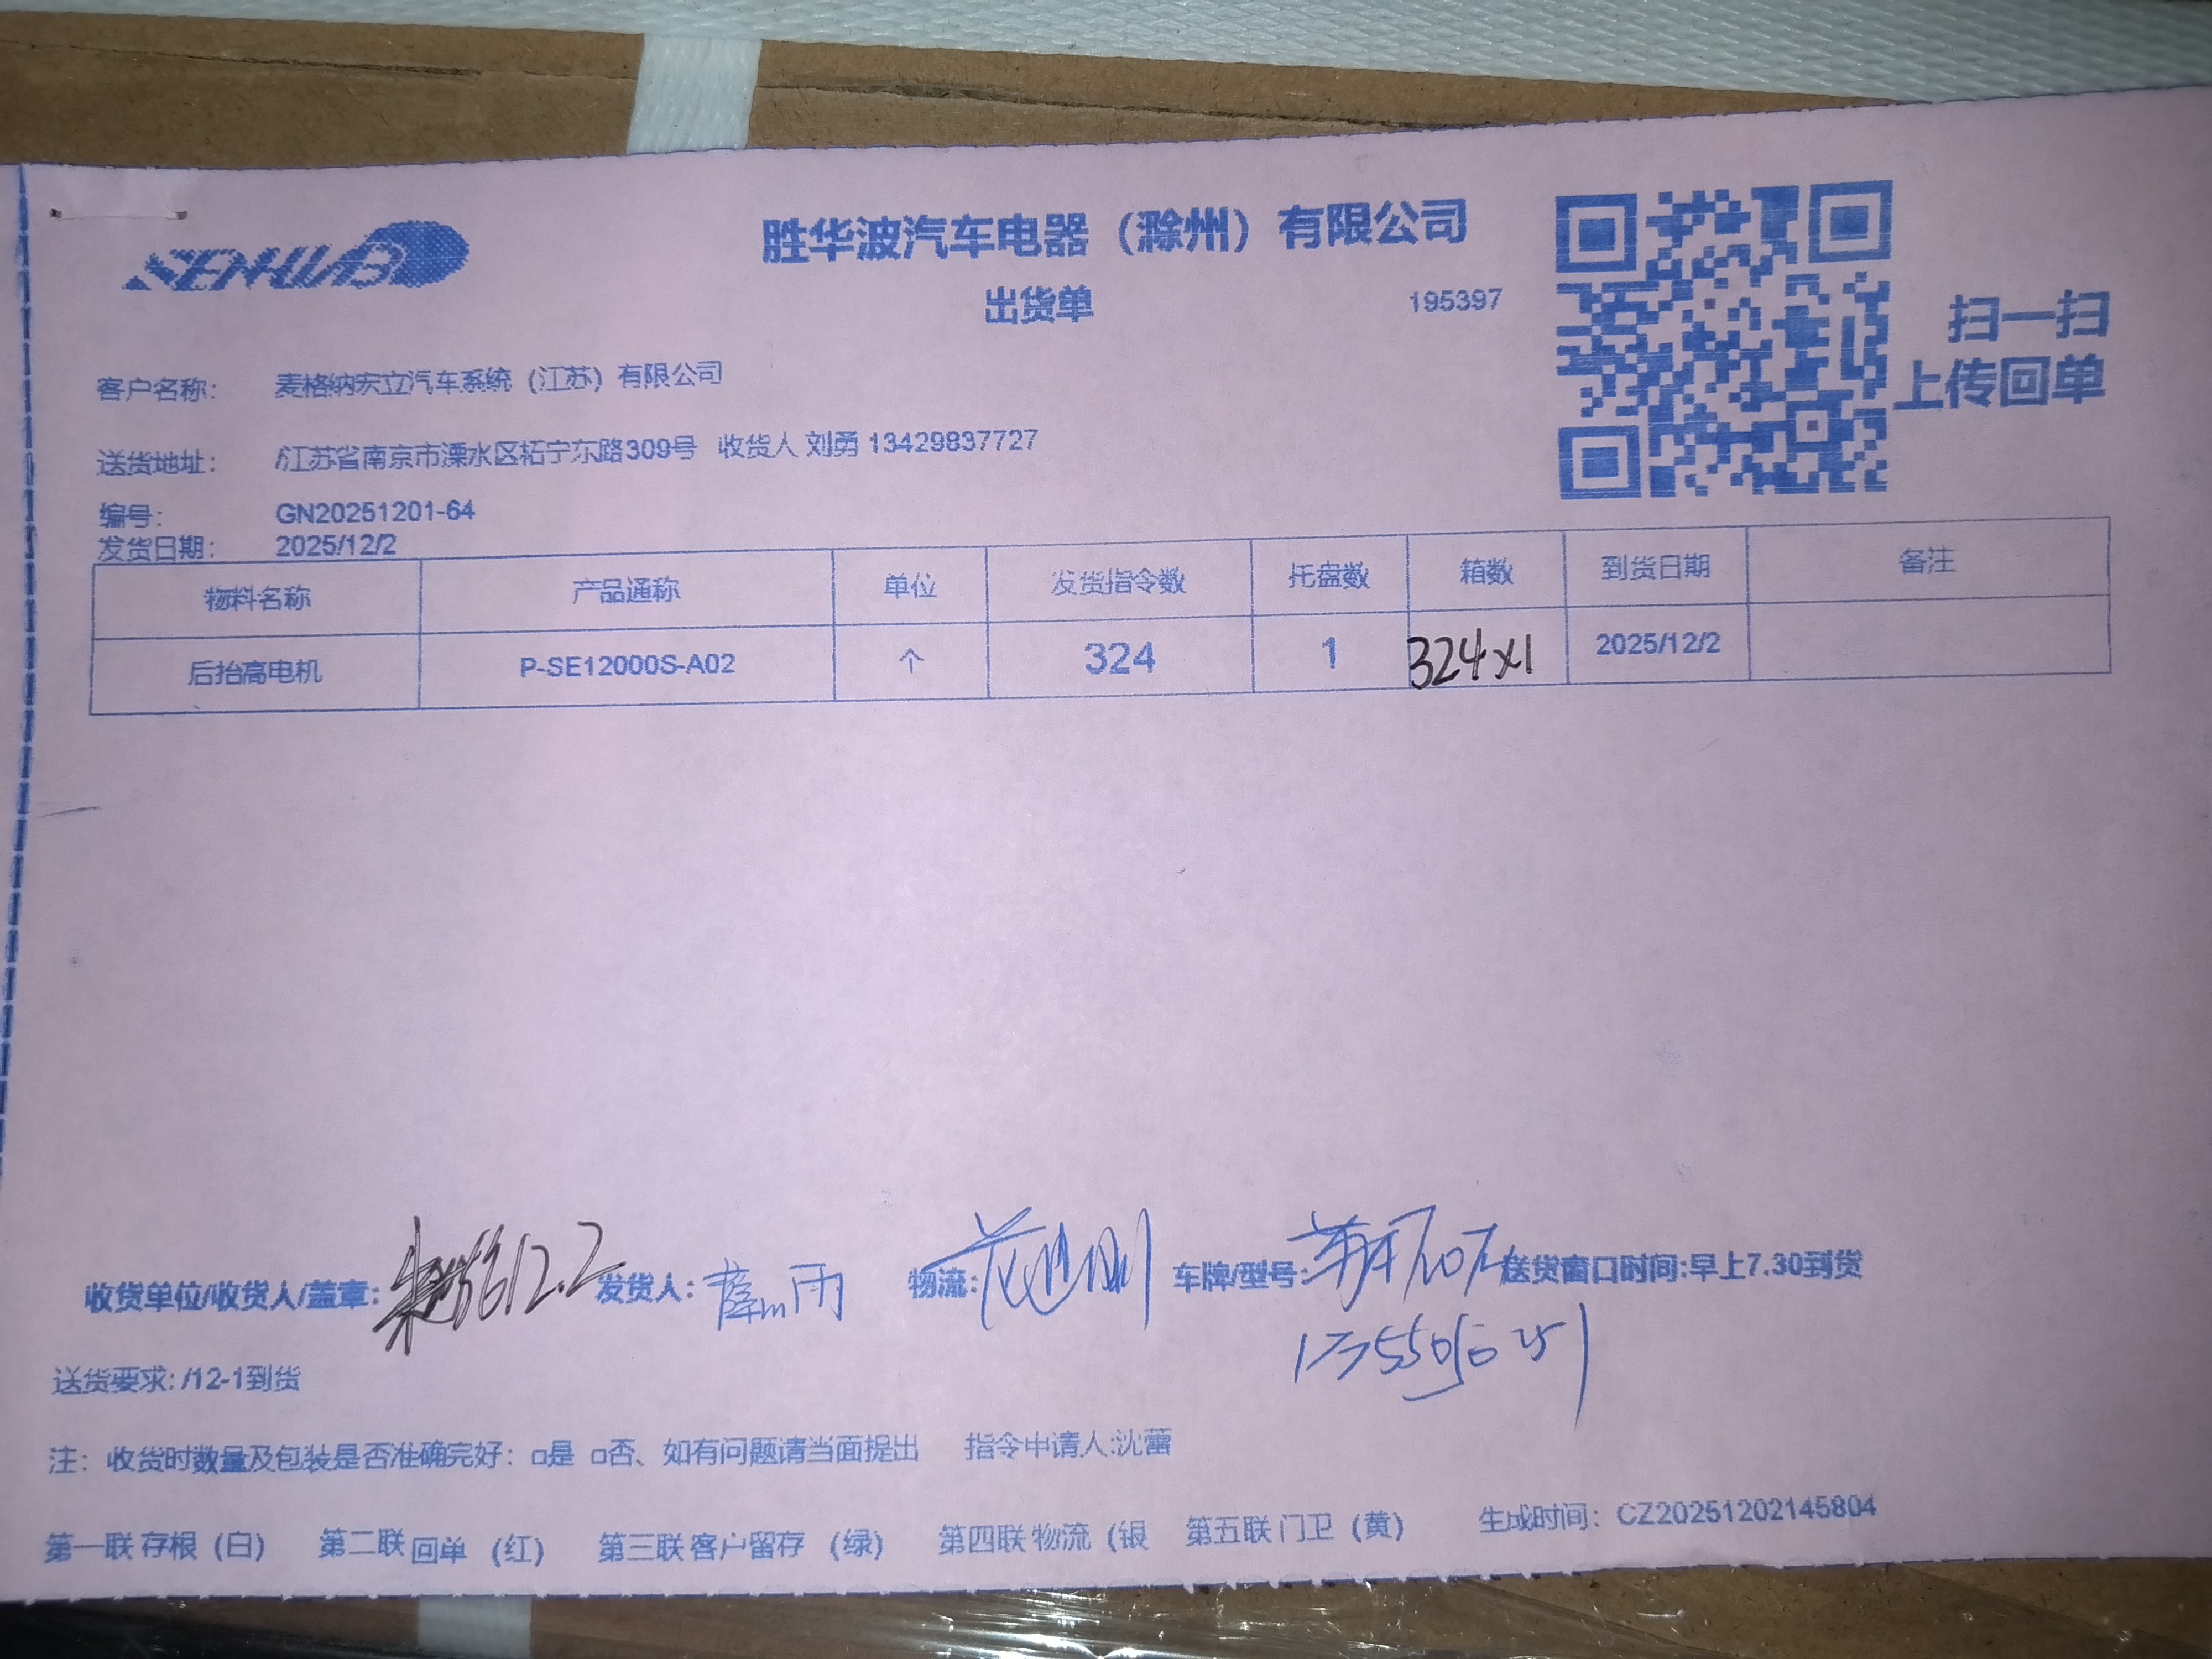 SENHWB
胜华波汽车电器（滁州）有限公司
出货单
195397
扫一扫
上传回单
客户名称： 麦格纳宏立汽车系统（江苏）有限公司
送货地址： /江苏省南京市溧水区柘宁东路309号 收货人 刘勇 13429837727
编号： GN20251201-64
发货日期： 2025/12/2
物料名称 产品通称 单位 发货指令数 托盘数 箱数 到货日期 备注
后抬高电机 P-SE12000S-A02 个 324 1 324x1 2025/12/2
收货单位/收货人/盖章： 12.2 发货人： 物流： 车牌/型号： 送货窗口时间:早上7.30到货
送货要求: /12-1到货
注： 收货时数量及包装是否准确完好：□是 □否、如有问题请当面提出 指令申请人:沈蕾
第一联 存根（白） 第二联 回单 （红） 第三联 客户留存 （绿） 第四联 物流（银 第五联 门卫（黄） 生成时间： CZ20251202145804